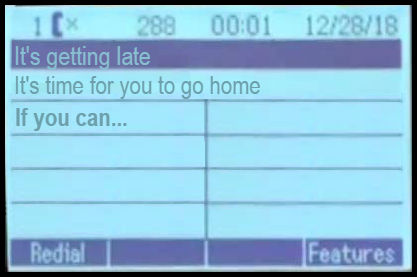 1 × 288 00:01 12/28/18
It's getting late
It's time for you to go home
If you can...
Redial Features